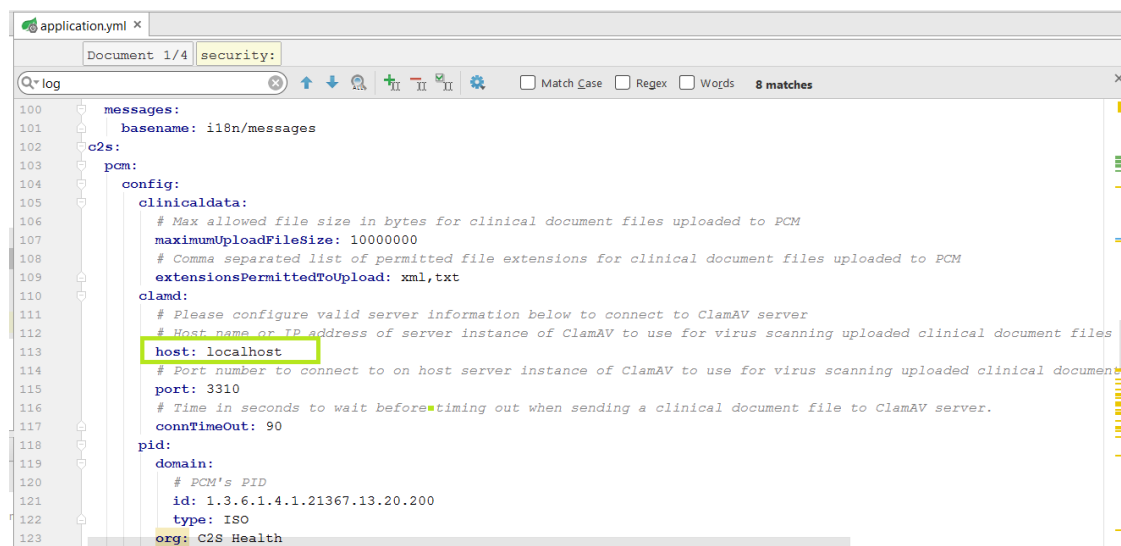 application.yml ×
Document 1/4 security:
log Match Case Regex Words 8 matches
100 messages:
101 basename: i18n/messages
102 c2s:
103 pcm:
104 config:
105 clinicaldata:
106 # Max allowed file size in bytes for clinical document files uploaded to PCM
107 maximumUploadFileSize: 10000000
108 # Comma separated list of permitted file extensions for clinical document files uploaded to PCM
109 extensionsPermittedToUpload: xml,txt
110 clamd:
111 # Please configure valid server information below to connect to ClamAV server
112 # Host name or IP address of server instance of ClamAV to use for virus scanning uploaded clinical document files
113 host: localhost
114 # Port number to connect to on host server instance of ClamAV to use for virus scanning uploaded clinical document
115 port: 3310
116 # Time in seconds to wait before timing out when sending a clinical document file to ClamAV server.
117 connTimeOut: 90
118 pid:
119 domain:
120 # PCM's PID
121 id: 1.3.6.1.4.1.21367.13.20.200
122 type: ISO
123 org: C2S Health